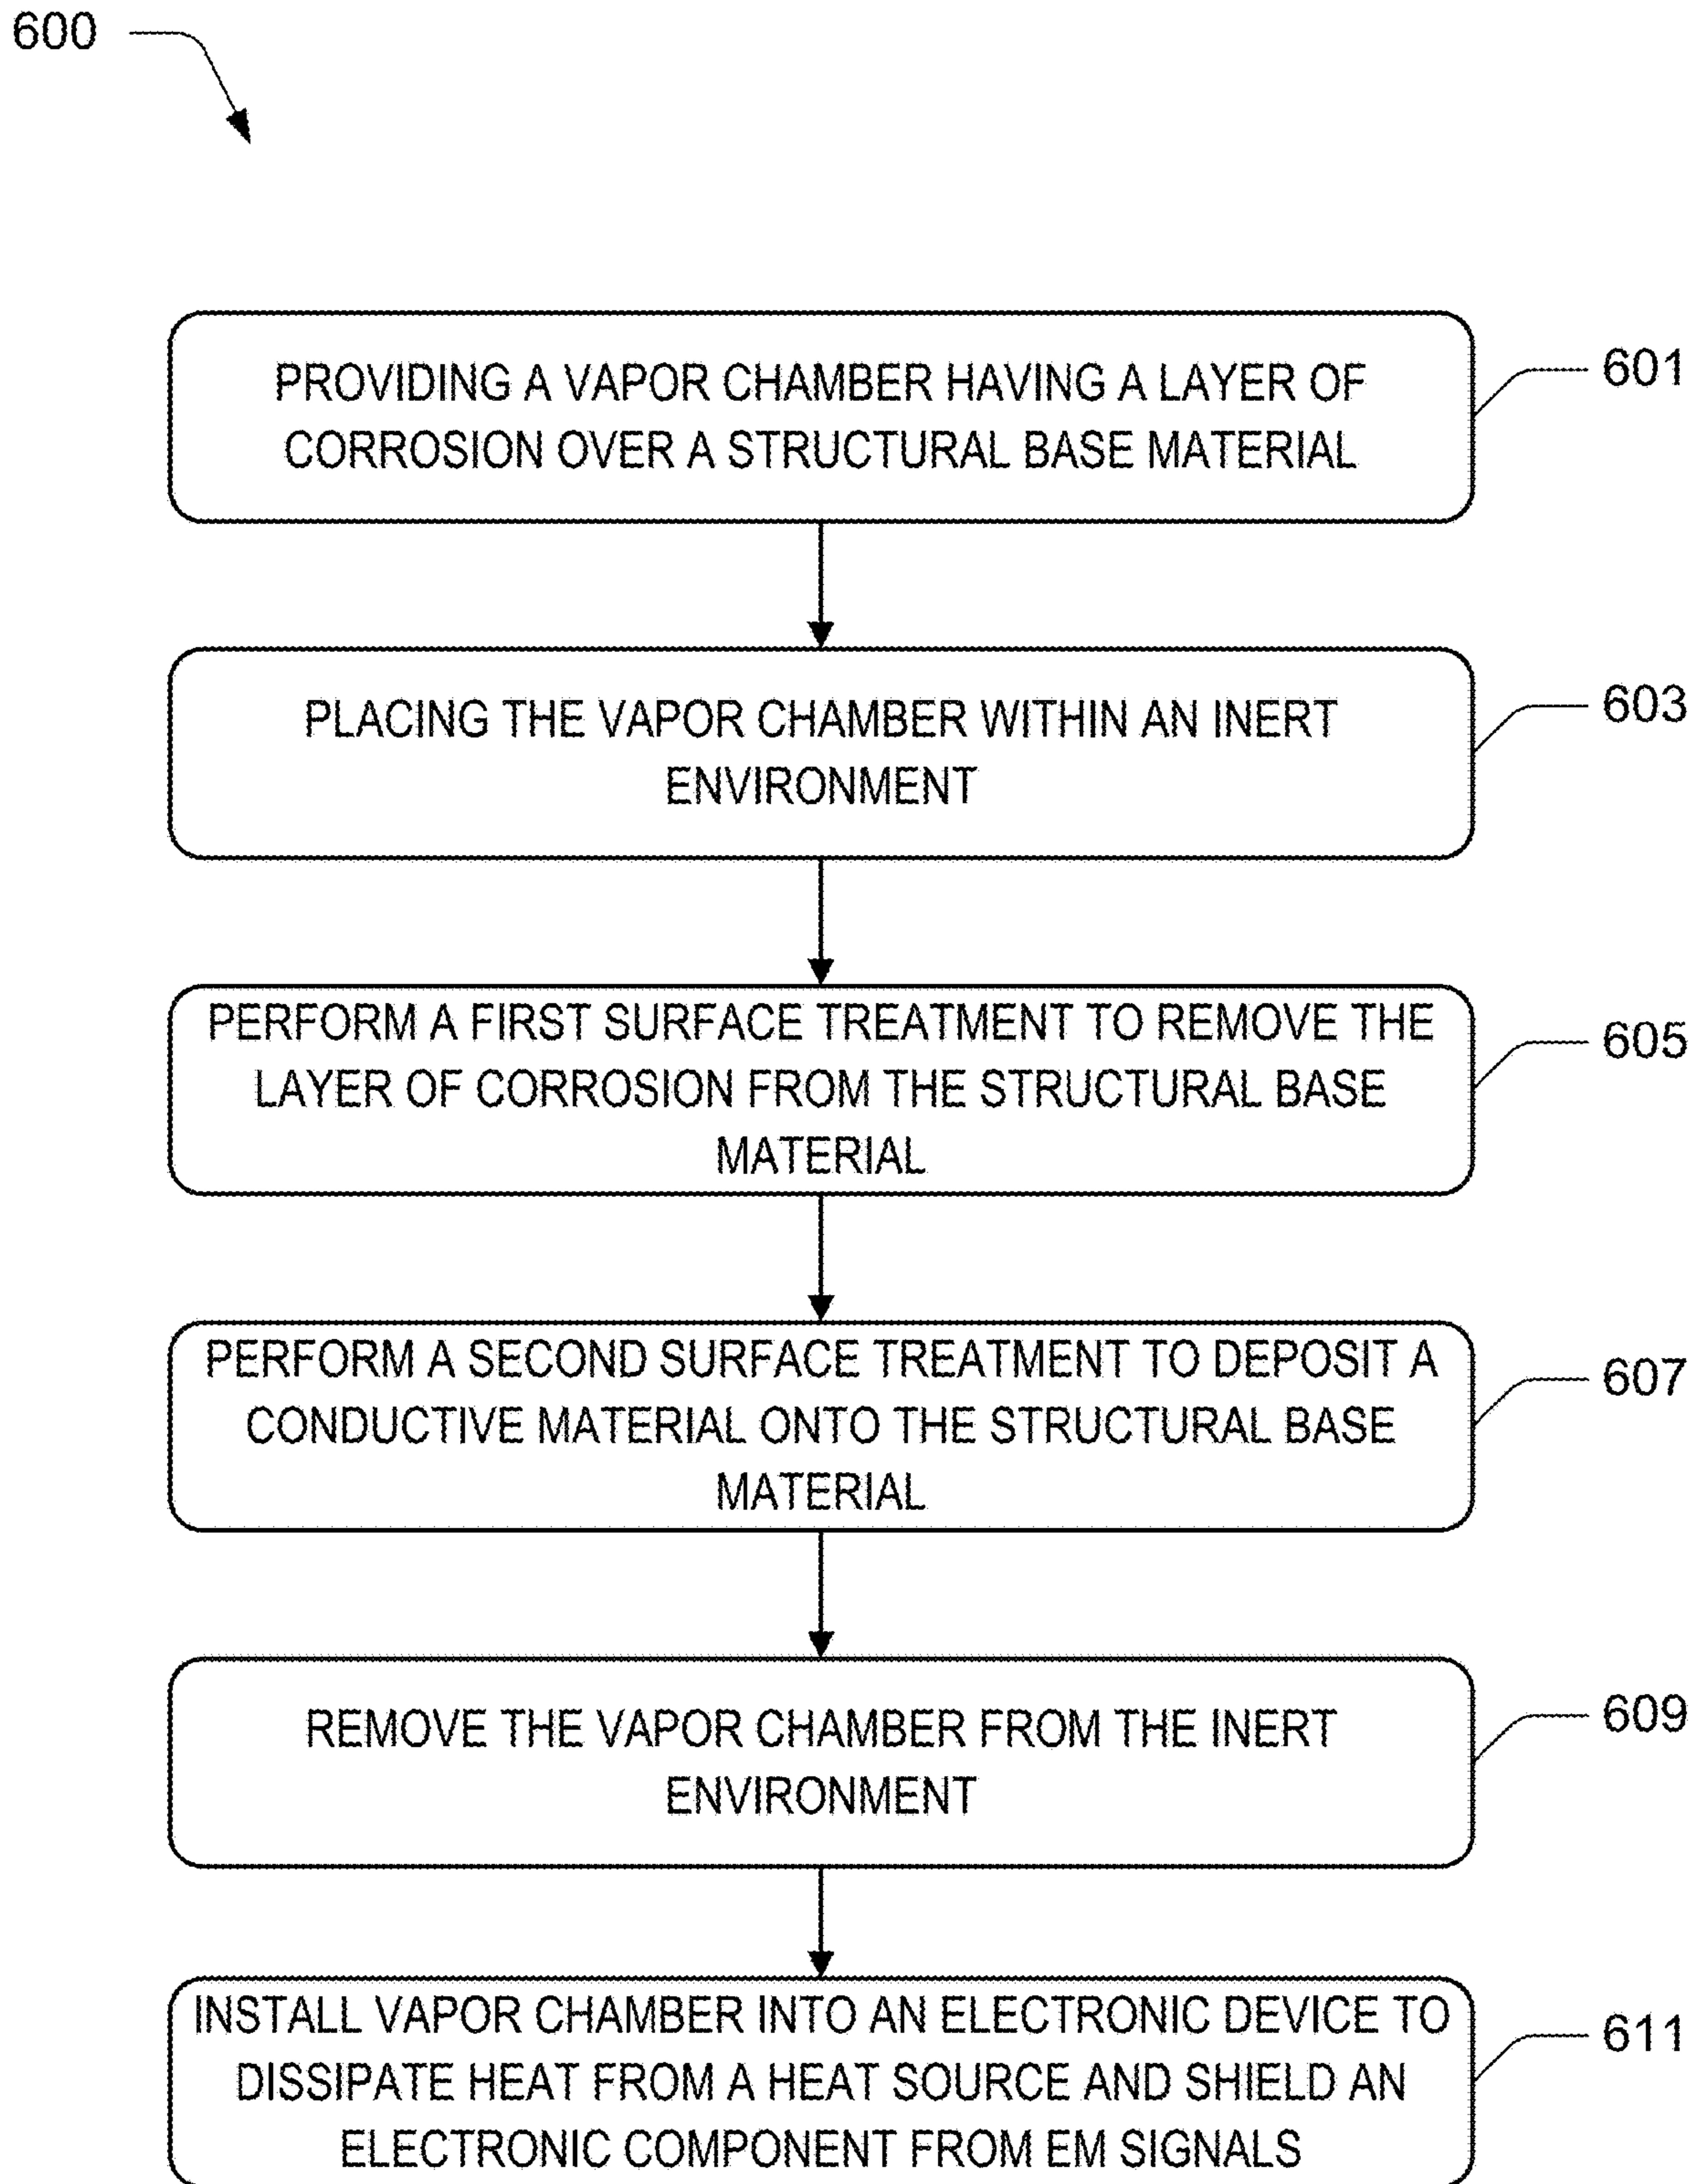 600
PROVIDING A VAPOR CHAMBER HAVING A LAYER OF
CORROSION OVER A STRUCTURAL BASE MATERIAL
601
PLACING THE VAPOR CHAMBER WITHIN AN INERT
ENVIRONMENT
603
PERFORM A FIRST SURFACE TREATMENT TO REMOVE THE
LAYER OF CORROSION FROM THE STRUCTURAL BASE
MATERIAL
605
PERFORM A SECOND SURFACE TREATMENT TO DEPOSIT A
CONDUCTIVE MATERIAL ONTO THE STRUCTURAL BASE
MATERIAL
607
REMOVE THE VAPOR CHAMBER FROM THE INERT
ENVIRONMENT
609
INSTALL VAPOR CHAMBER INTO AN ELECTRONIC DEVICE TO
DISSIPATE HEAT FROM A HEAT SOURCE AND SHIELD AN
ELECTRONIC COMPONENT FROM EM SIGNALS
611